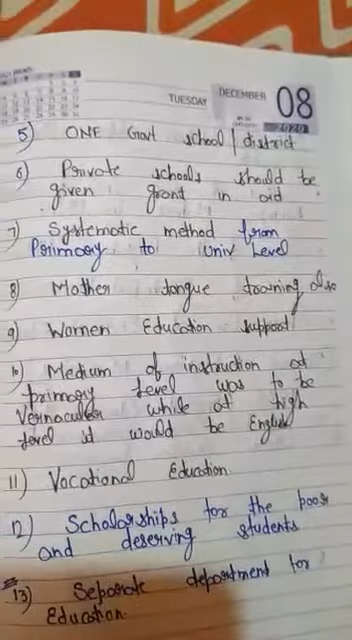 TUESDAY DECEMBER 08
2020
5) ONE Govt school / district
6) Private schools should be
given grant in aid
7) Systematic method from
Primary to Univ Level
8) Mother tongue training also
9) Women Education support
10) Medium of instruction at
primary level was to be
Vernacular while at high
level it would be English
11) Vocational Education
12) Scholarships for the poor
and deserving students
13) Separate department for
Education